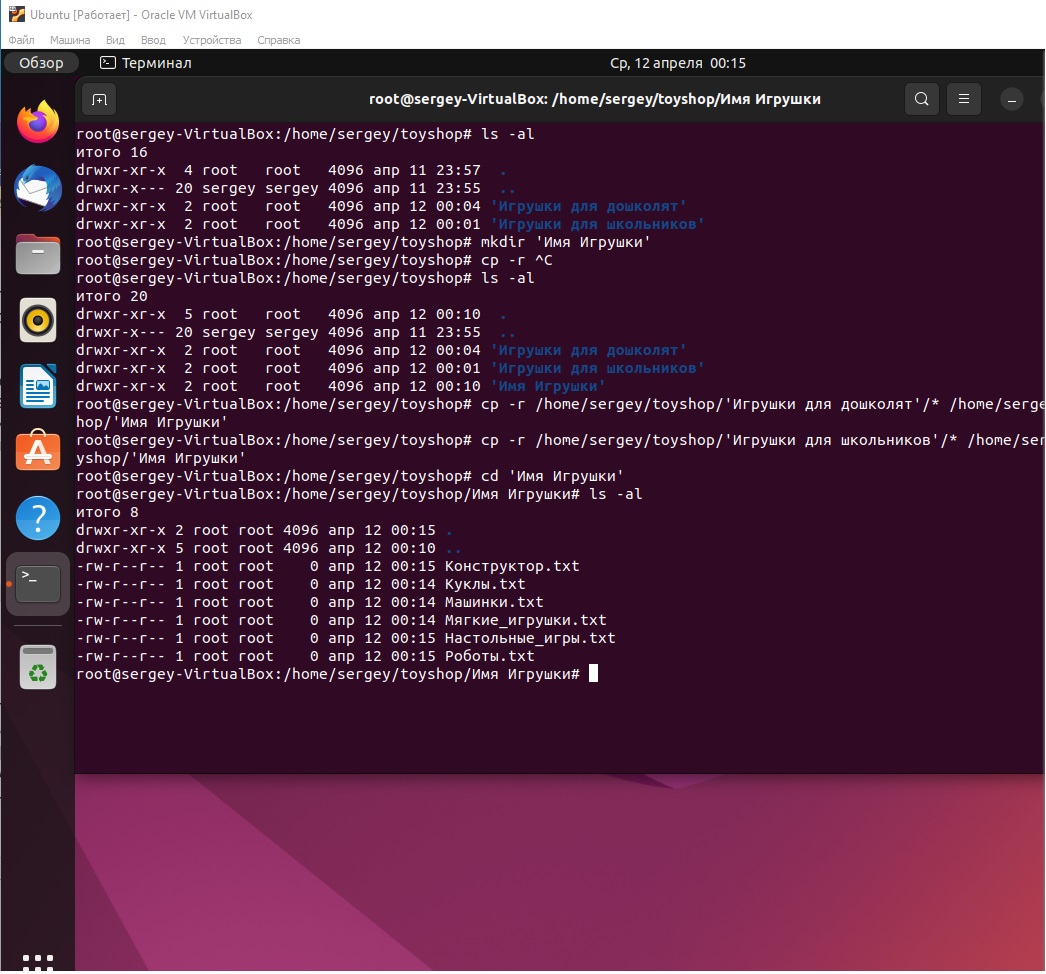 Ubuntu [Работает] - Oracle VM VirtualBox
Файл Машина Вид Ввод Устройства Справка
Обзор Терминал Ср, 12 апреля 00:15
root@sergey-VirtualBox: /home/sergey/toyshop/Имя Игрушки
root@sergey-VirtualBox:/home/sergey/toyshop# ls -al
итого 16
drwxr-xr-x  4 root   root   4096 апр 11 23:57  .
drwxr-x--- 20 sergey sergey 4096 апр 11 23:55  ..
drwxr-xr-x  2 root   root   4096 апр 12 00:04 'Игрушки для дошколят'
drwxr-xr-x  2 root   root   4096 апр 12 00:01 'Игрушки для школьников'
root@sergey-VirtualBox:/home/sergey/toyshop# mkdir 'Имя Игрушки'
root@sergey-VirtualBox:/home/sergey/toyshop# cp -r ^C
root@sergey-VirtualBox:/home/sergey/toyshop# ls -al
итого 20
drwxr-xr-x  5 root   root   4096 апр 12 00:10  .
drwxr-x--- 20 sergey sergey 4096 апр 11 23:55  ..
drwxr-xr-x  2 root   root   4096 апр 12 00:04 'Игрушки для дошколят'
drwxr-xr-x  2 root   root   4096 апр 12 00:01 'Игрушки для школьников'
drwxr-xr-x  2 root   root   4096 апр 12 00:10 'Имя Игрушки'
root@sergey-VirtualBox:/home/sergey/toyshop# cp -r /home/sergey/toyshop/'Игрушки для дошколят'/* /home/serge
hop/'Имя Игрушки'
root@sergey-VirtualBox:/home/sergey/toyshop# cp -r /home/sergey/toyshop/'Игрушки для школьников'/* /home/ser
yshop/'Имя Игрушки'
root@sergey-VirtualBox:/home/sergey/toyshop# cd 'Имя Игрушки'
root@sergey-VirtualBox:/home/sergey/toyshop/Имя Игрушки# ls -al
итого 8
drwxr-xr-x 2 root root 4096 апр 12 00:15 .
drwxr-xr-x 5 root root 4096 апр 12 00:10 ..
-rw-r--r-- 1 root root    0 апр 12 00:15 Конструктор.txt
-rw-r--r-- 1 root root    0 апр 12 00:14 Куклы.txt
-rw-r--r-- 1 root root    0 апр 12 00:14 Машинки.txt
-rw-r--r-- 1 root root    0 апр 12 00:14 Мягкие_игрушки.txt
-rw-r--r-- 1 root root    0 апр 12 00:15 Настольные_игры.txt
-rw-r--r-- 1 root root    0 апр 12 00:15 Роботы.txt
root@sergey-VirtualBox:/home/sergey/toyshop/Имя Игрушки#